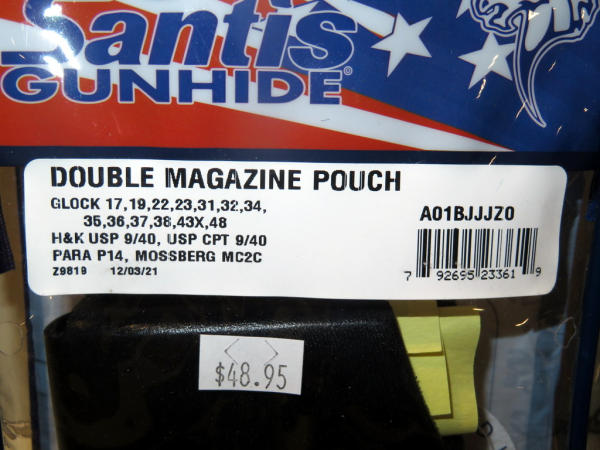 Santis
GUNHIDE®
DOUBLE MAGAZINE POUCH
GLOCK 17,19,22,23,31,32,34,
35,36,37,38,43X,48
H&K USP 9/40, USP CPT 9/40
PARA P14, MOSSBERG MC2C
Z9819 12/03/21
A01BJJJZ0
7 92695 23361 9
$48.95